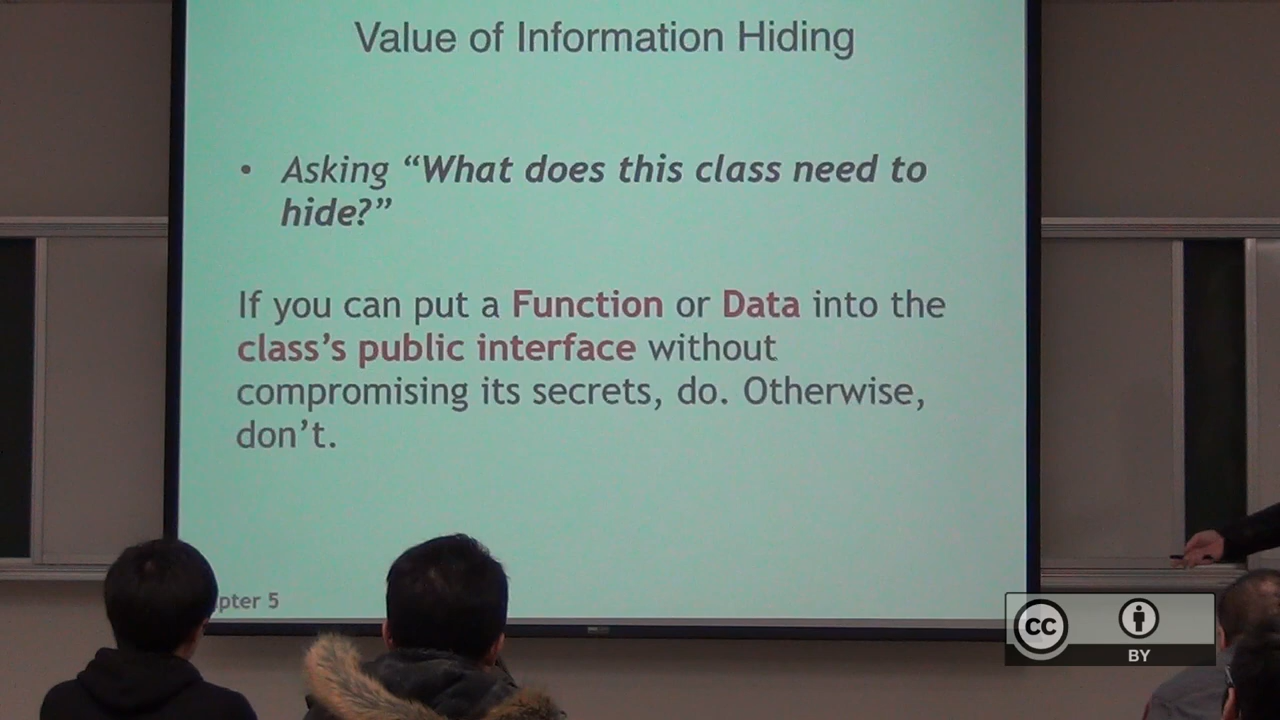 Value of Information Hiding
• Asking “What does this class need to
hide?”
If you can put a Function or Data into the
class’s public interface without
compromising its secrets, do. Otherwise,
don’t.
pter 5
CC
BY